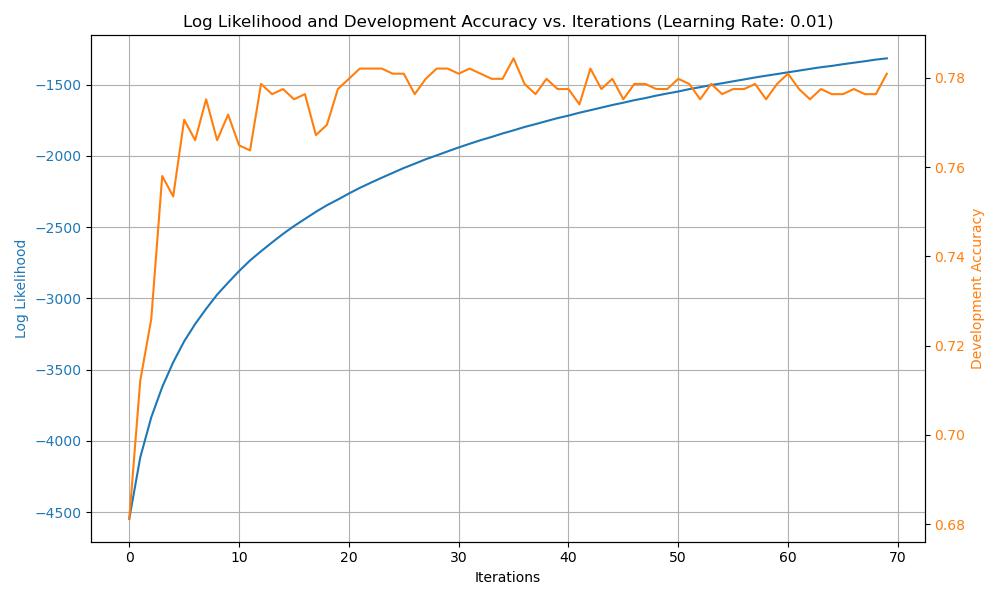 Log Likelihood and Development Accuracy vs. Iterations (Learning Rate: 0.01)
Log Likelihood
−1500
−2000
−2500
−3000
−3500
−4000
−4500
0.78
0.76
0.74
0.72
0.70
0.68
Development Accuracy
0 10 20 30 40 50 60 70
Iterations